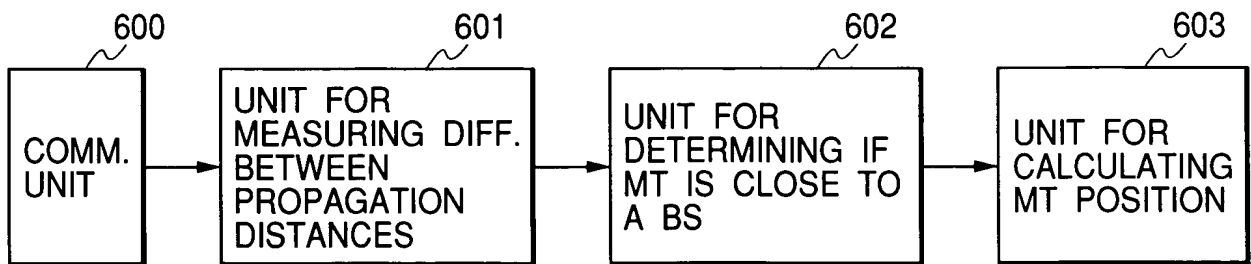 600
601
602
603
COMM.
UNIT
UNIT FOR
MEASURING DIFF.
BETWEEN
PROPAGATION
DISTANCES
UNIT FOR
DETERMINING IF
MT IS CLOSE TO
A BS
UNIT FOR
CALCULATING
MT POSITION